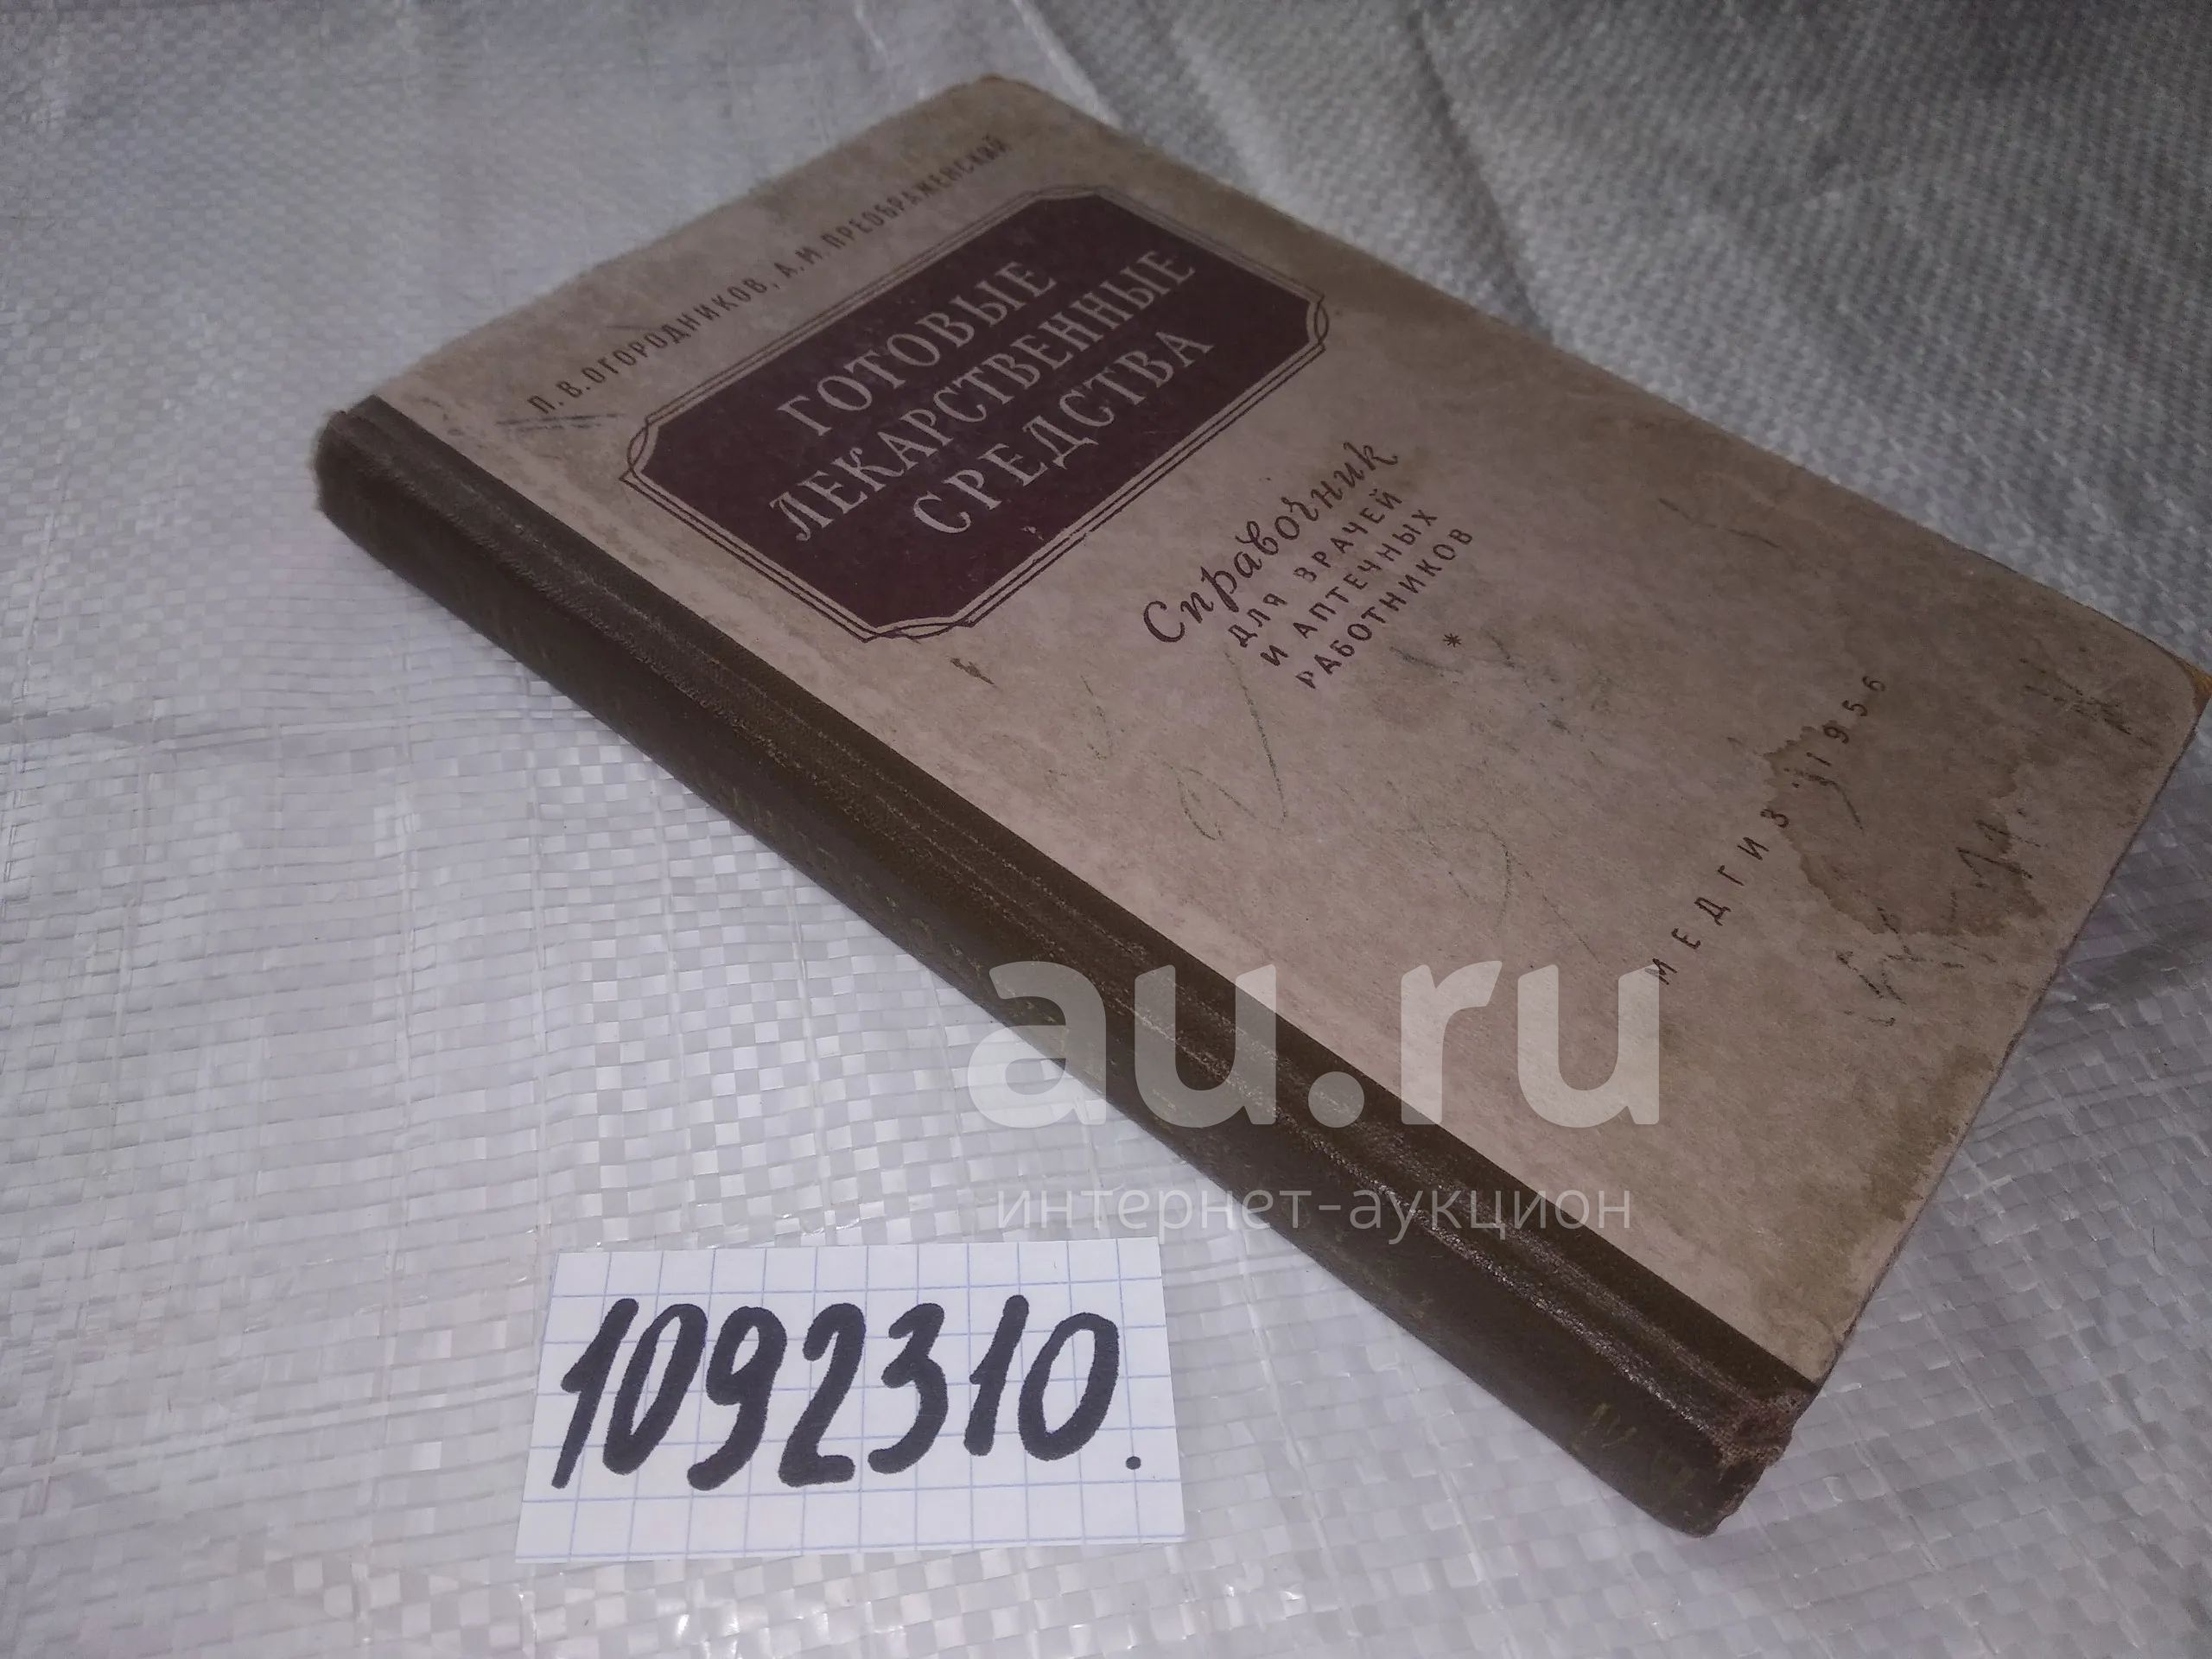 П. В. ОГОРОДНИКОВ, А. И. ПРЕОБРАЖЕНСКИЙ
ГОТОВЫЕ
ЛЕКАРСТВЕННЫЕ
СРЕДСТВА
Справочник
ДЛЯ ВРАЧЕЙ
И АПТЕЧНЫХ
РАБОТНИКОВ
*
МЕДГИЗ 1956
au.ru
интернет-аукцион
1092310.